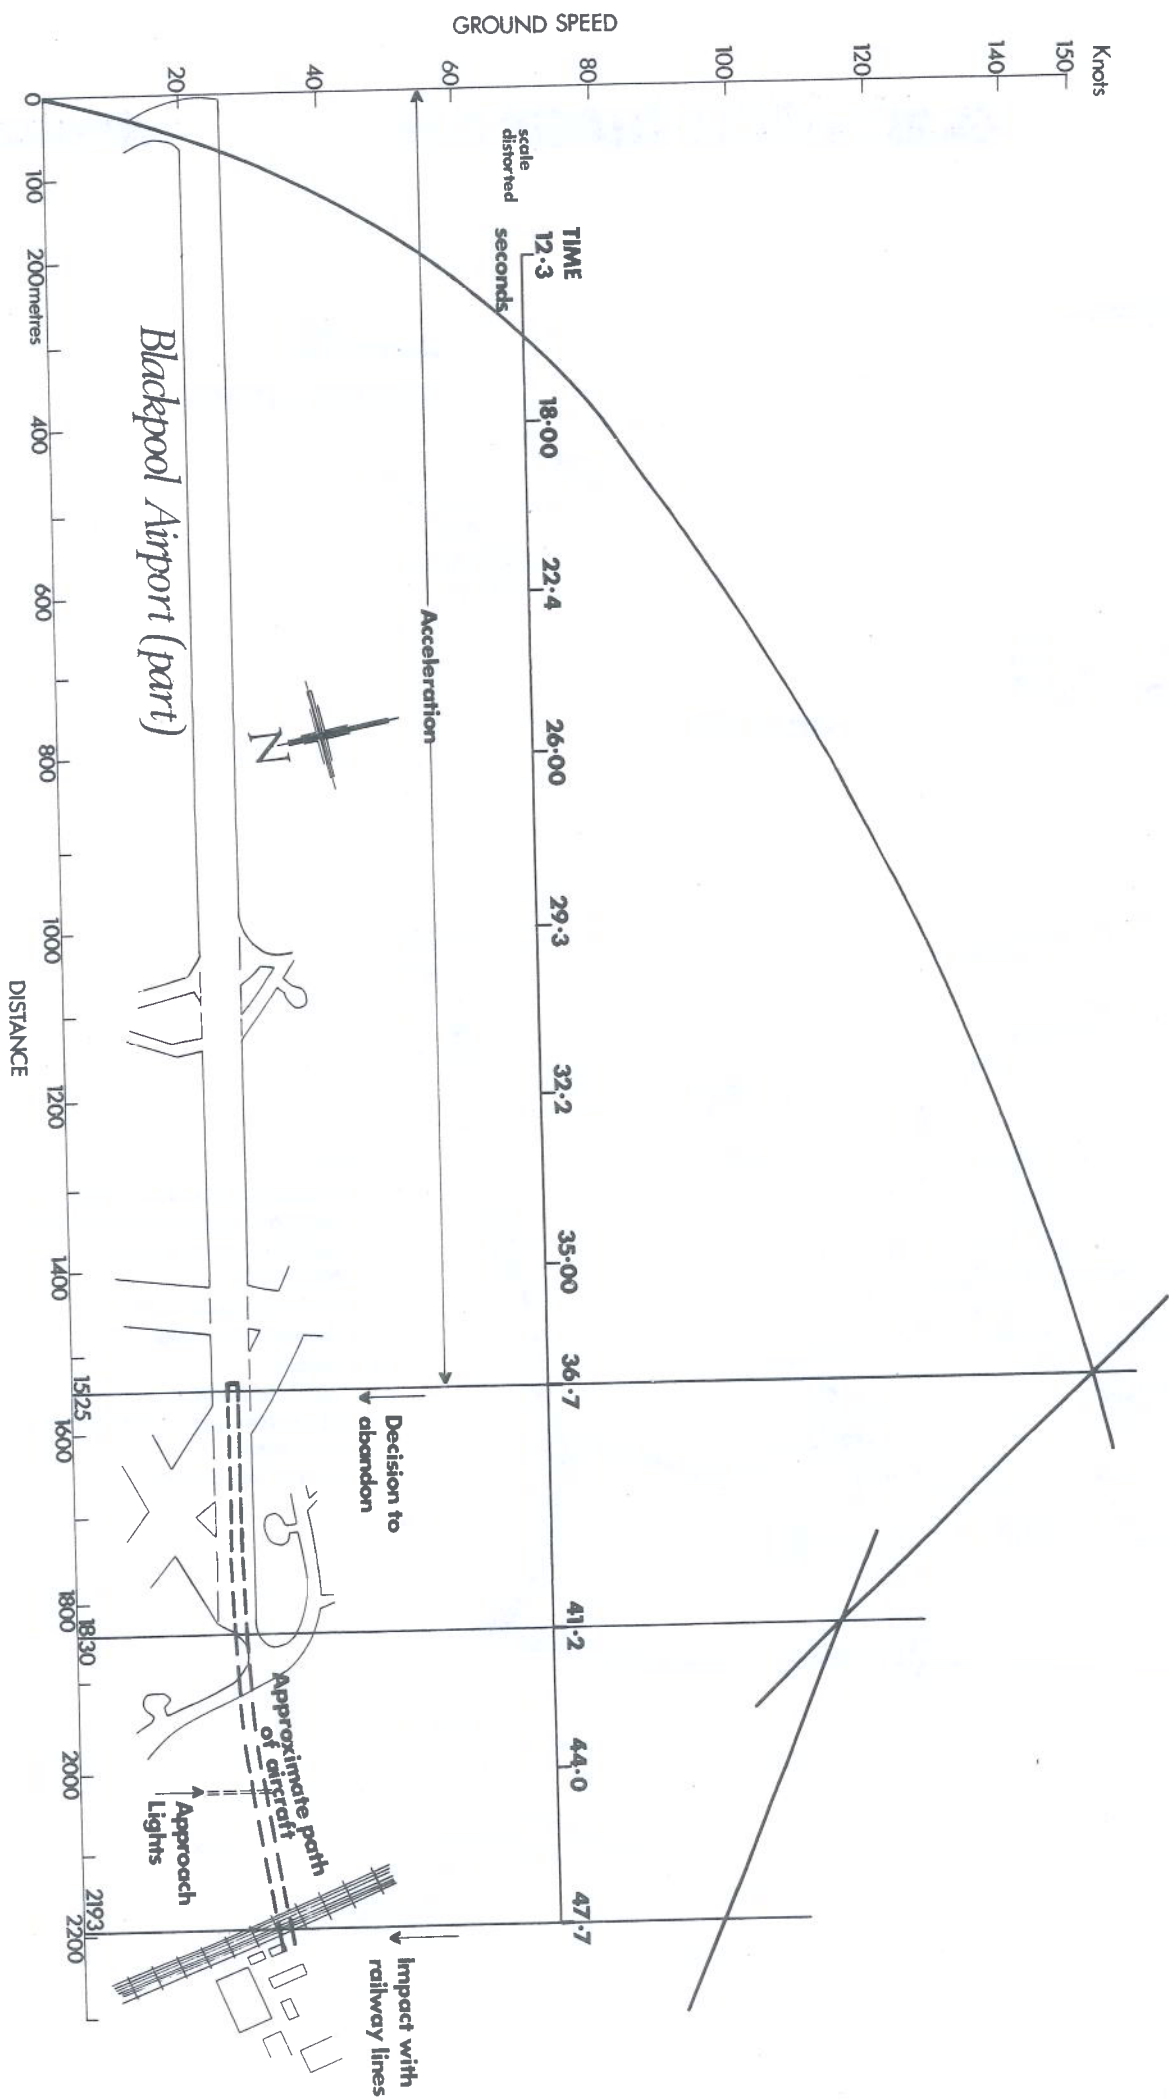 GROUND SPEED
Knots
150
140
120
100
80
60
40
20
0
scale
distorted
TIME
seconds
12·3
18·00
22·4
26·00
29·3
32·2
35·00
36·7
41·2
44·0
47·7
Acceleration
Decision to
abandon
Impact with
railway lines
N
Blackpool Airport (part)
Approximate path
of aircraft
Approach
Lights
100
200metres
400
600
800
1000
1200
1400
1525
1600
1800
1830
2000
2193
2200
DISTANCE